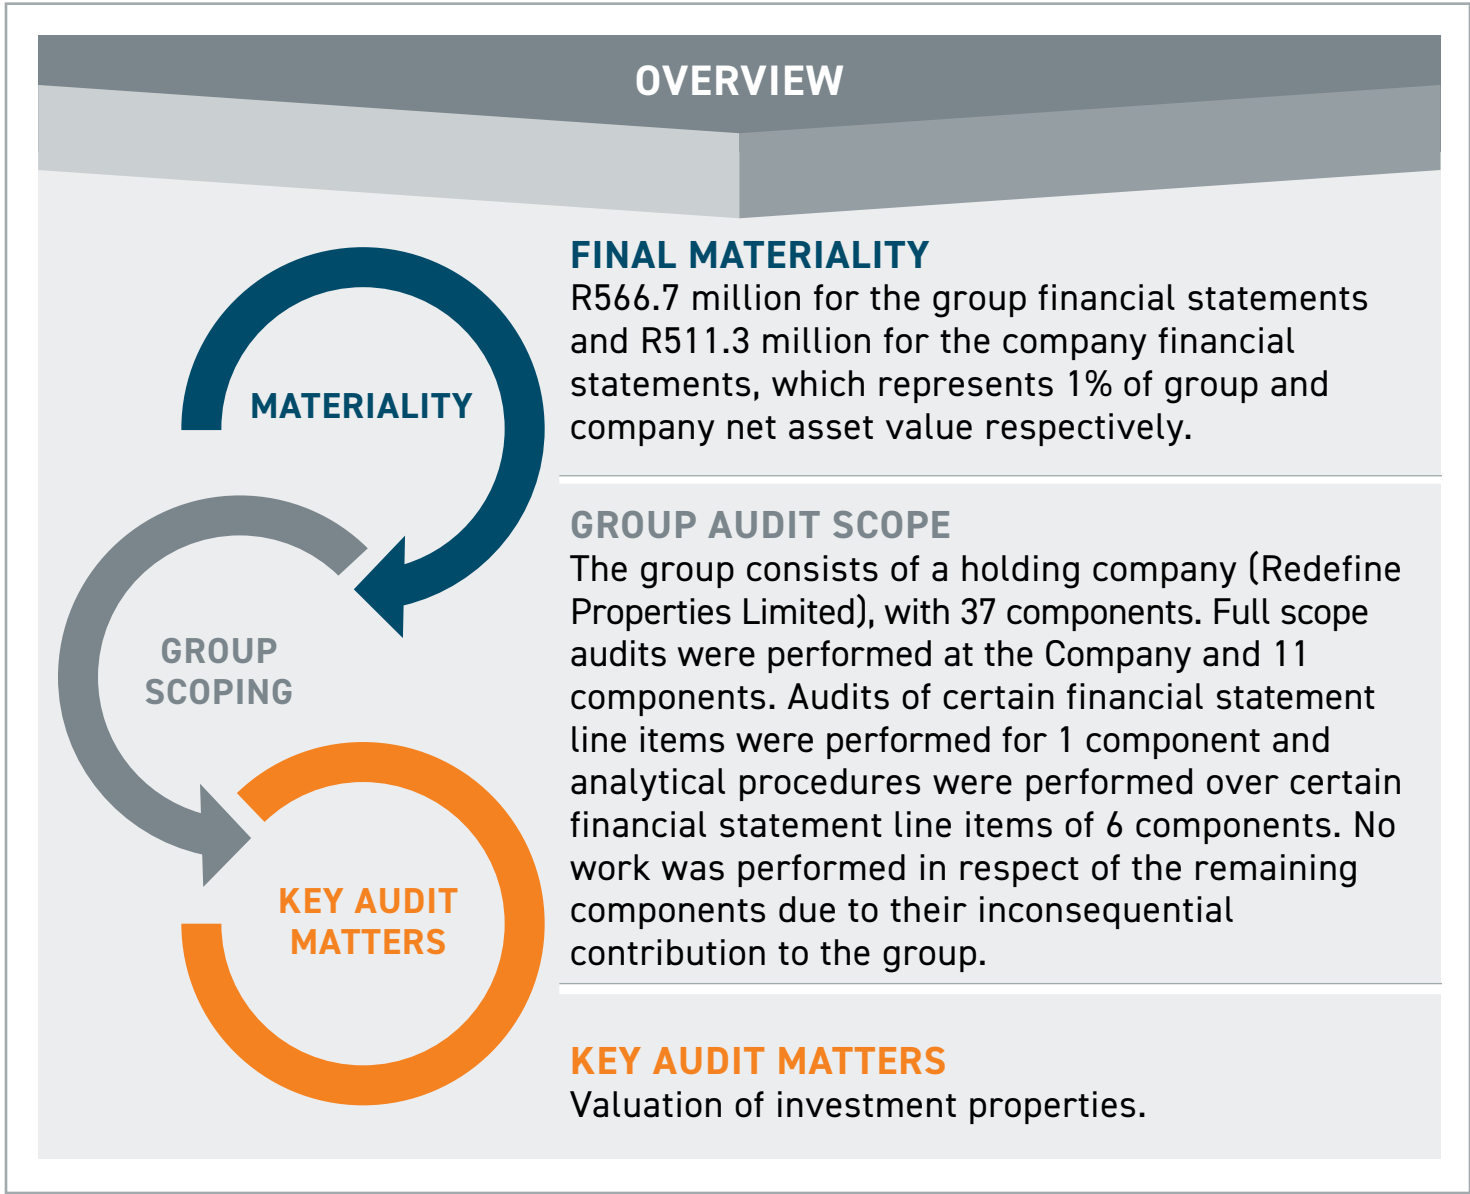 OVERVIEW
MATERIALITY
FINAL MATERIALITY
R566.7 million for the group financial statements
and R511.3 million for the company financial
statements, which represents 1% of group and
company net asset value respectively.
GROUP
SCOPING
GROUP AUDIT SCOPE
The group consists of a holding company (Redefine
Properties Limited), with 37 components. Full scope
audits were performed at the Company and 11
components. Audits of certain financial statement
line items were performed for 1 component and
analytical procedures were performed over certain
financial statement line items of 6 components. No
work was performed in respect of the remaining
components due to their inconsequential
contribution to the group.
KEY AUDIT
MATTERS
KEY AUDIT MATTERS
Valuation of investment properties.